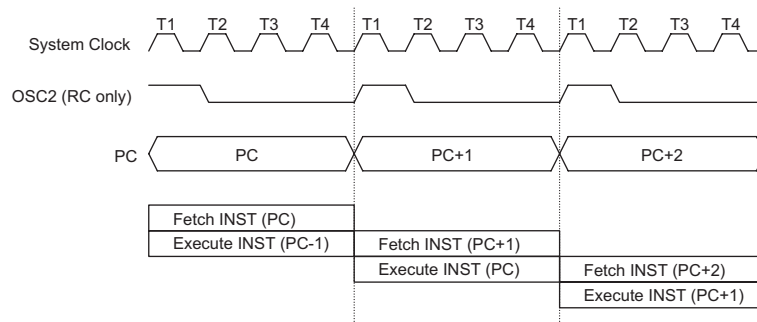 T1 T2 T3 T4 T1 T2 T3 T4 T1 T2 T3 T4
System Clock
OSC2 (RC only)
PC PC PC+1 PC+2
Fetch INST (PC)
Execute INST (PC-1) Fetch INST (PC+1)
Execute INST (PC) Fetch INST (PC+2)
Execute INST (PC+1)